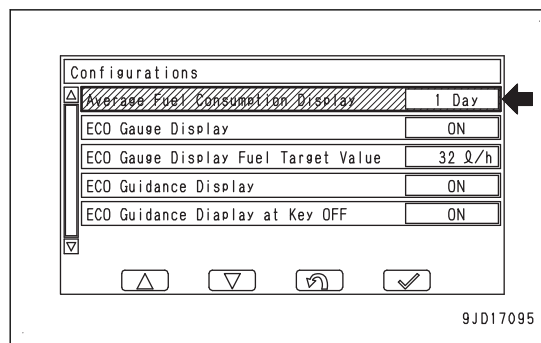 Configurations
Average Fuel Consumption Display 1 Day
ECO Gauge Display ON
ECO Gauge Display Fuel Target Value 32 ℓ/h
ECO Guidance Display ON
ECO Guidance Diaplay at Key OFF ON
9JD17095